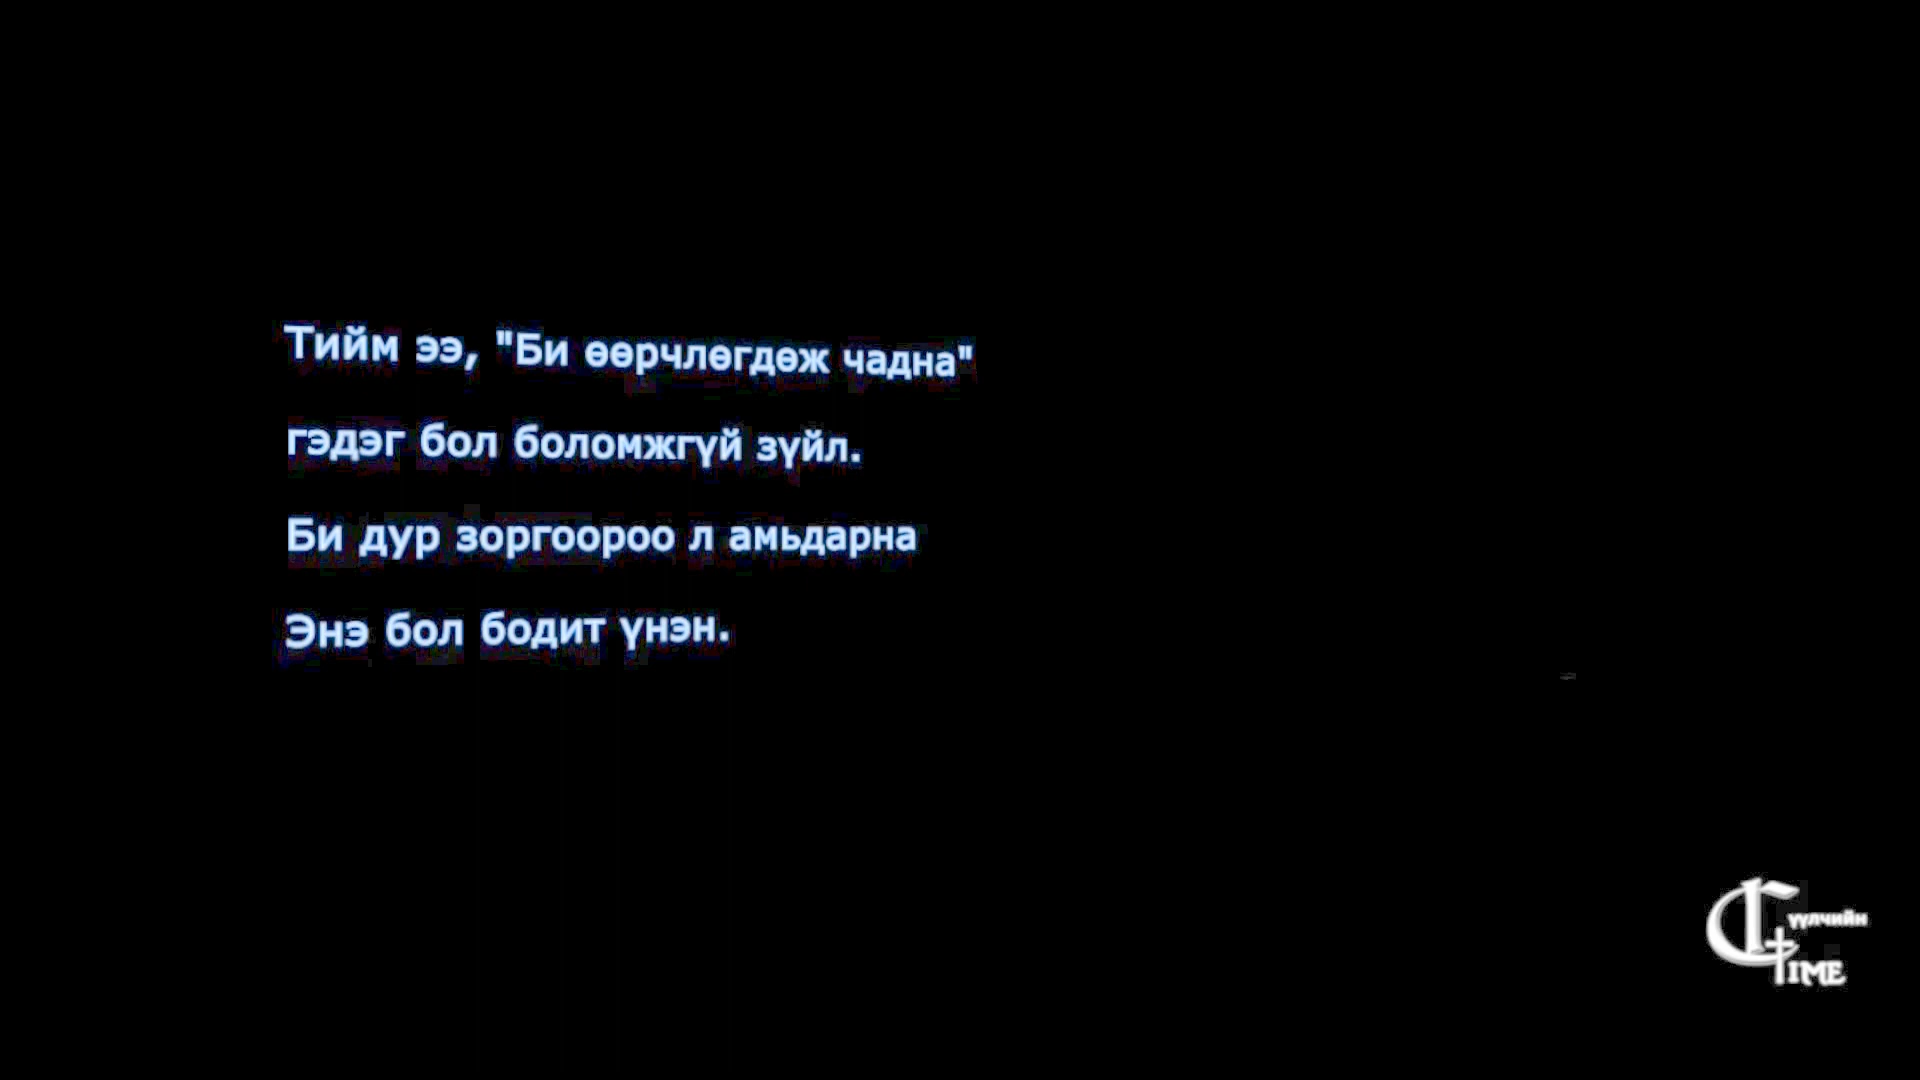 Тийм ээ, "Би өөрчлөгдөж чадна"
гэдэг бол боломжгүй зүйл.
Би дур зоргоороо л амьдарна
Энэ бол бодит үнэн.
үүлчийн
TIME